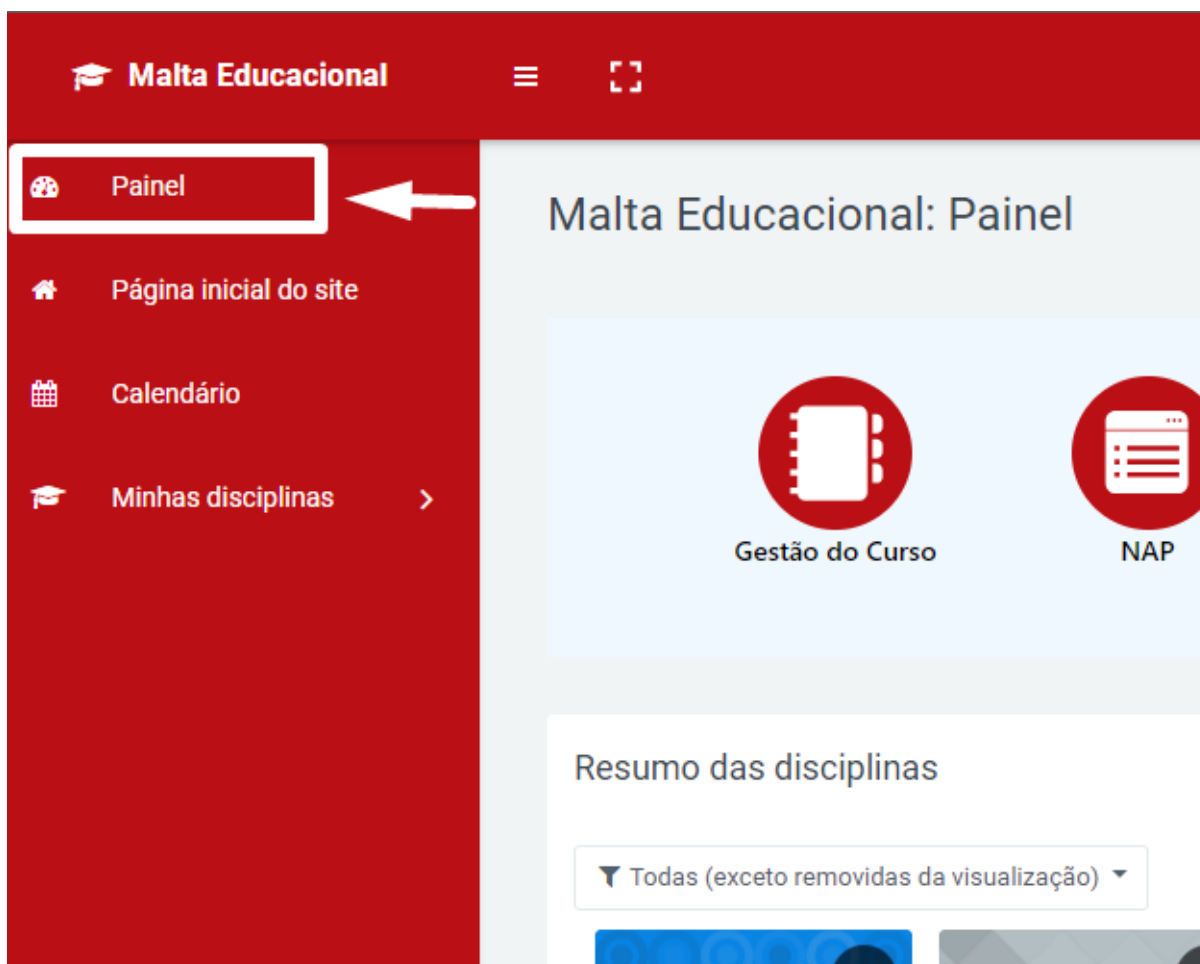 Malta Educacional
Painel
Página inicial do site
Calendário
Minhas disciplinas
Malta Educacional: Painel
Gestão do Curso
NAP
Resumo das disciplinas
Todas (exceto removidas da visualização)